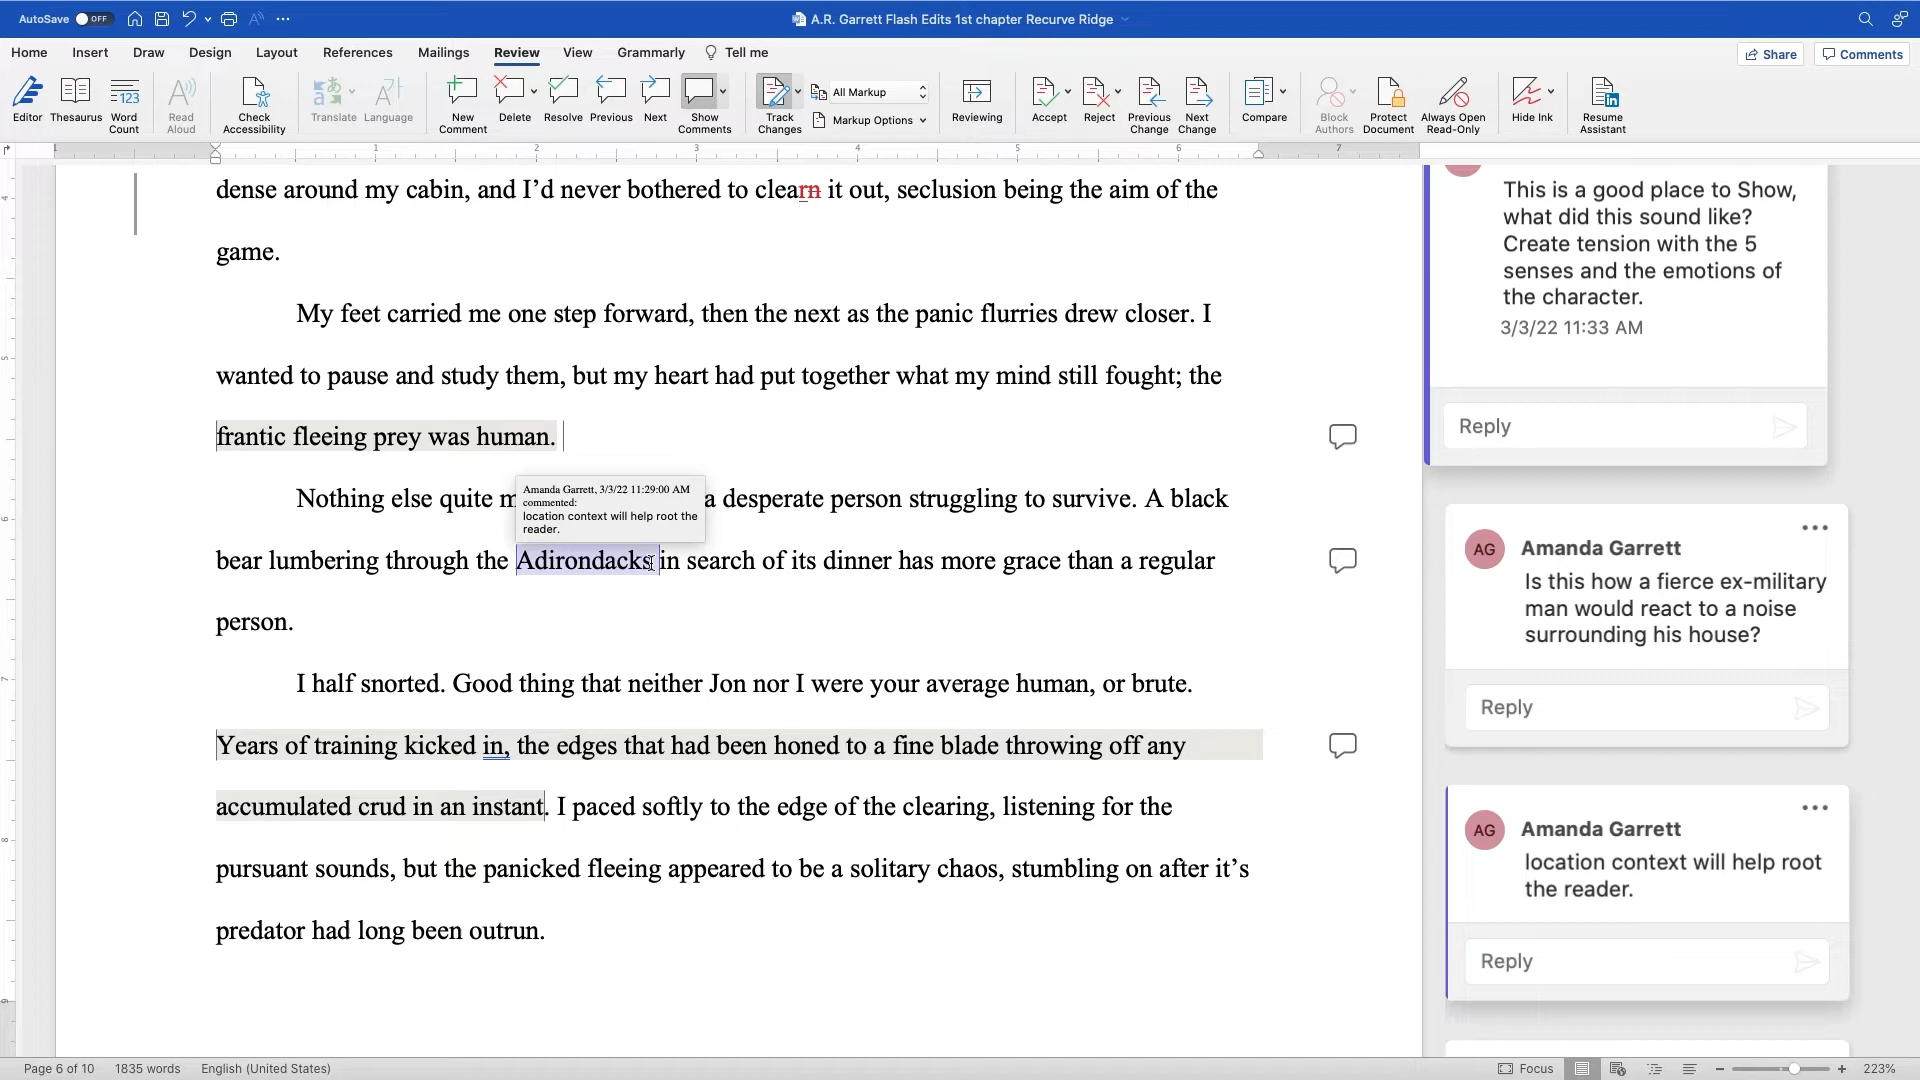 AutoSave OFF
A.R. Garrett Flash Edits 1st chapter Recurve Ridge
Home Insert Draw Design Layout References Mailings Review View Grammarly Tell me
Share Comments
Editor Thesaurus Word Count Read Aloud Check Accessibility Translate Language New Comment Delete Resolve Previous Next Show Comments Track Changes All Markup Markup Options Reviewing Accept Reject Previous Change Next Change Compare Block Authors Protect Document Always Open Read-Only Hide Ink Resume Assistant
1 1 2 3 4 5 6 7
dense around my cabin, and I’d never bothered to clearn it out, seclusion being the aim of the
game.
My feet carried me one step forward, then the next as the panic flurries drew closer. I
wanted to pause and study them, but my heart had put together what my mind still fought; the
frantic fleeing prey was human.
Nothing else quite m
a desperate person struggling to survive. A black
Amanda Garrett, 3/3/22 11:29:00 AM
commented:
location context will help root the
reader.
bear lumbering through the Adirondacks in search of its dinner has more grace than a regular
person.
I half snorted. Good thing that neither Jon nor I were your average human, or brute.
Years of training kicked in, the edges that had been honed to a fine blade throwing off any
accumulated crud in an instant. I paced softly to the edge of the clearing, listening for the
pursuant sounds, but the panicked fleeing appeared to be a solitary chaos, stumbling on after it’s
predator had long been outrun.
This is a good place to Show,
what did this sound like?
Create tension with the 5
senses and the emotions of
the character.
3/3/22 11:33 AM
Reply
AG Amanda Garrett
Is this how a fierce ex-military
man would react to a noise
surrounding his house?
Reply
AG Amanda Garrett
location context will help root
the reader.
Reply
Page 6 of 10 1835 words English (United States)
Focus 223%